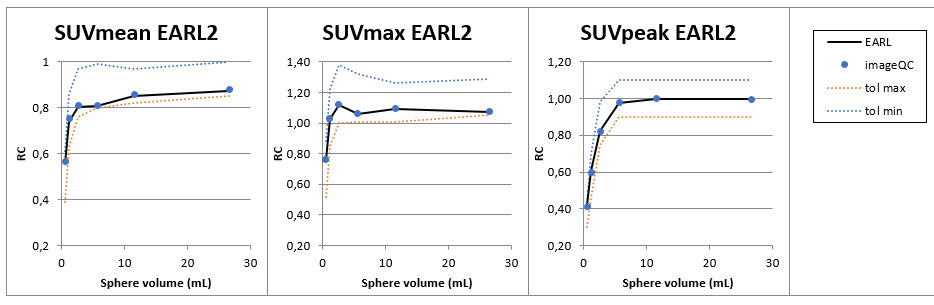 SUVmean EARL2
1
0,8
0,6
0,4
0,2
RC
0 10 20 30
Sphere volume (mL)
SUVmax EARL2
1,40
1,20
1,00
0,80
0,60
0,40
0,20
RC
0 10 20 30
Sphere volume (mL)
SUVpeak EARL2
1,20
1,00
0,80
0,60
0,40
0,20
RC
0 10 20 30
Sphere volume (mL)
EARL
imageQC
tol max
tol min